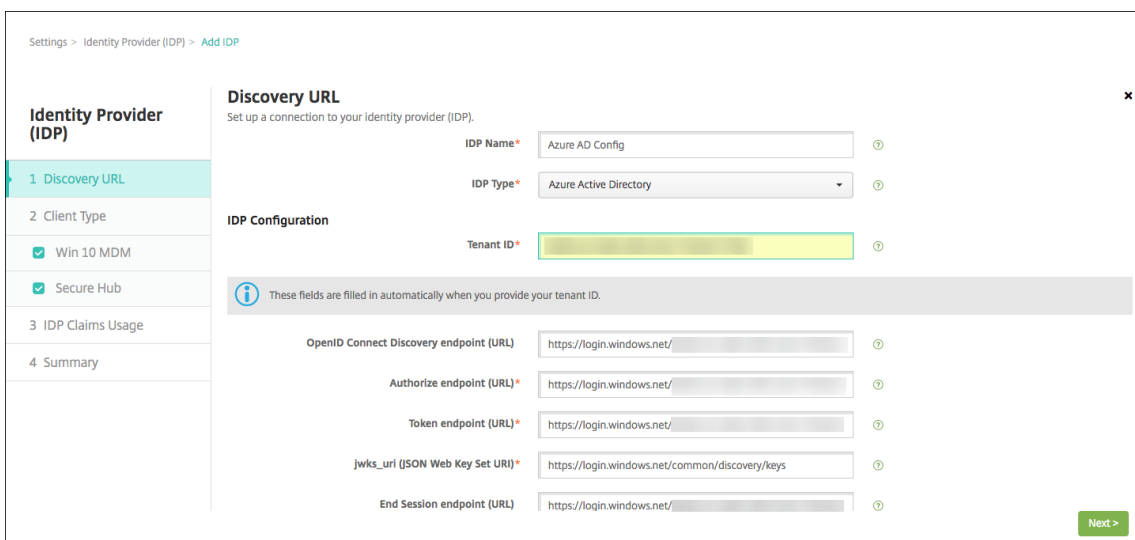 Settings > Identity Provider (IDP) > Add IDP
Identity Provider
(IDP)
1 Discovery URL
2 Client Type
Win 10 MDM
Secure Hub
3 IDP Claims Usage
4 Summary
Discovery URL
×
Set up a connection to your identity provider (IDP).
IDP Name* Azure AD Config ?
IDP Type* Azure Active Directory ?
IDP Configuration
Tenant ID* ?
i These fields are filled in automatically when you provide your tenant ID.
OpenID Connect Discovery endpoint (URL) https://login.windows.net/ ?
Authorize endpoint (URL)* https://login.windows.net/ ?
Token endpoint (URL)* https://login.windows.net/ ?
jwks_uri (JSON Web Key Set URI)* https://login.windows.net/common/discovery/keys ?
End Session endpoint (URL) https://login.windows.net/ ?
Next >